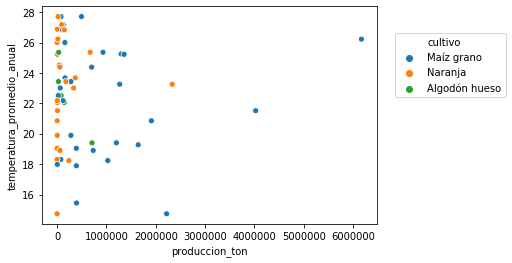 28
26
24
22
20
18
16
temperatura_promedio_anual
0 1000000 2000000 3000000 4000000 5000000 6000000
produccion_ton
cultivo
Maíz grano
Naranja
Algodón hueso